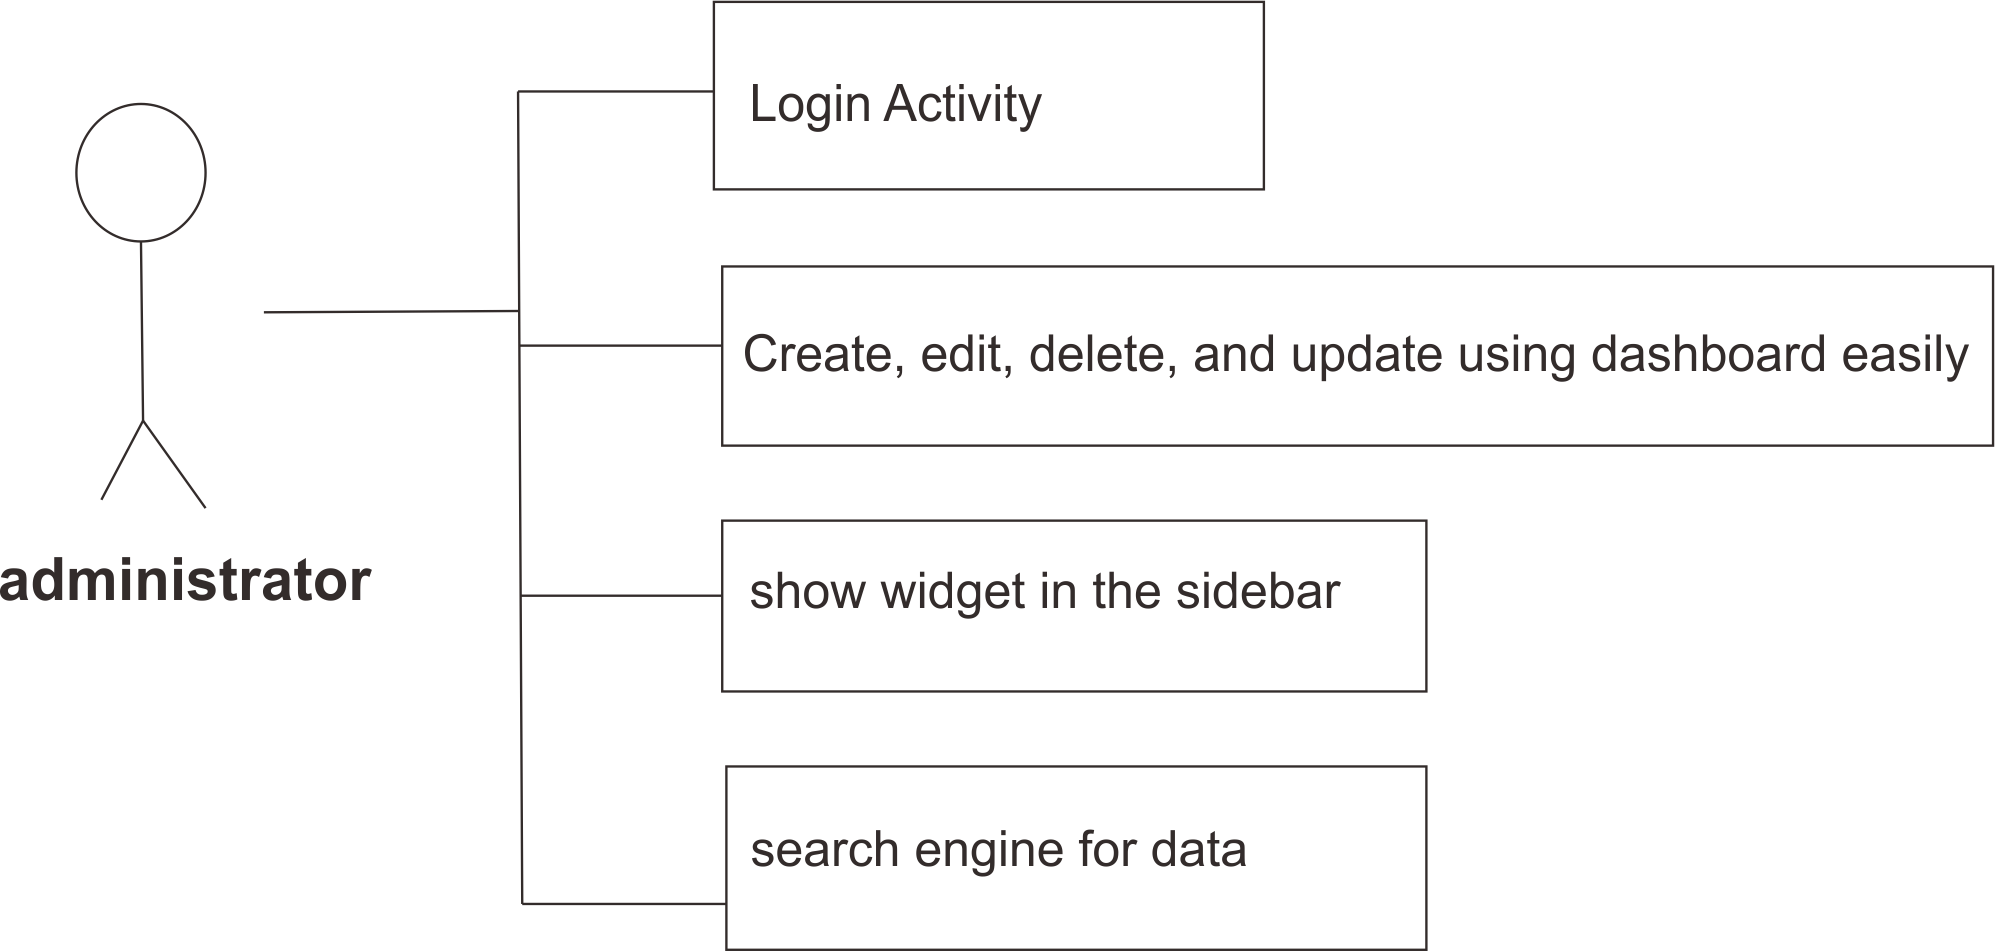 Login Activity
Create, edit, delete, and update using dashboard easily
administrator
show widget in the sidebar
search engine for data